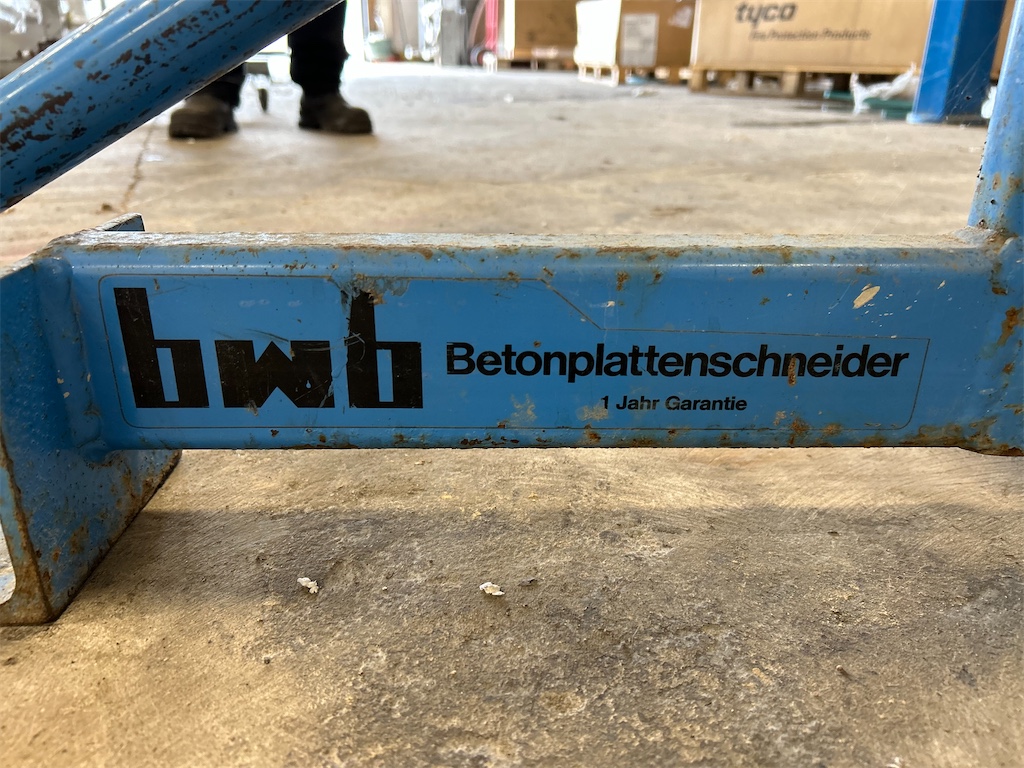 tyco
Fire Protection Products
bwb
Betonplattenschneider
1 Jahr Garantie